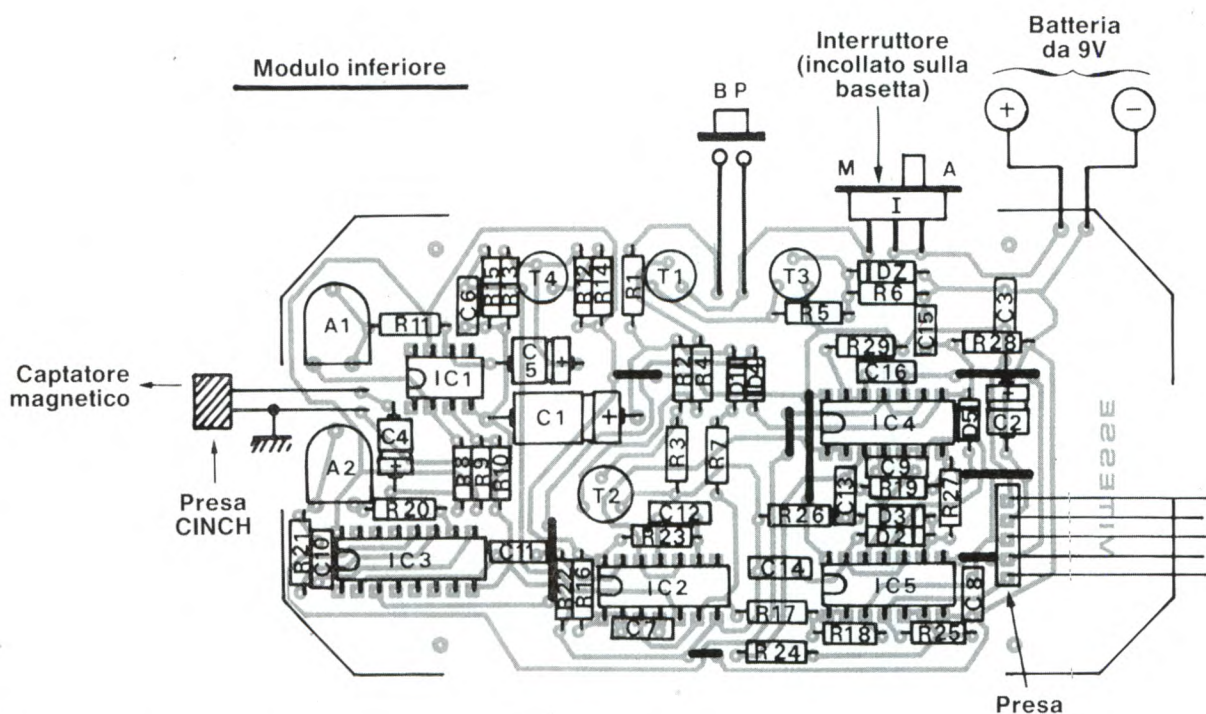 Modulo inferiore
Interruttore
(incollato sulla
basetta)
Batteria
da 9V
B P
+
−
M
A
I
R15
R13
T4
R12
R14
R1
T1
T3
DZ
R6
C3
C6
A1
R11
R5
C15
R29
R28
C5
+
C16
IC1
R2
R4
D1
D4
Captatore
magnetico
C1
+
IC4
D5
C2
C4
+
R3
R7
A2
R8
R9
R10
C9
R19
R27
C13
VITESSE
Presa
CINCH
T2
R20
C12
R26
D3
R23
D2
R21
C10
IC3
C11
R22
R16
IC2
C14
IC5
C8
R17
C7
R18
R25
R24
Presa